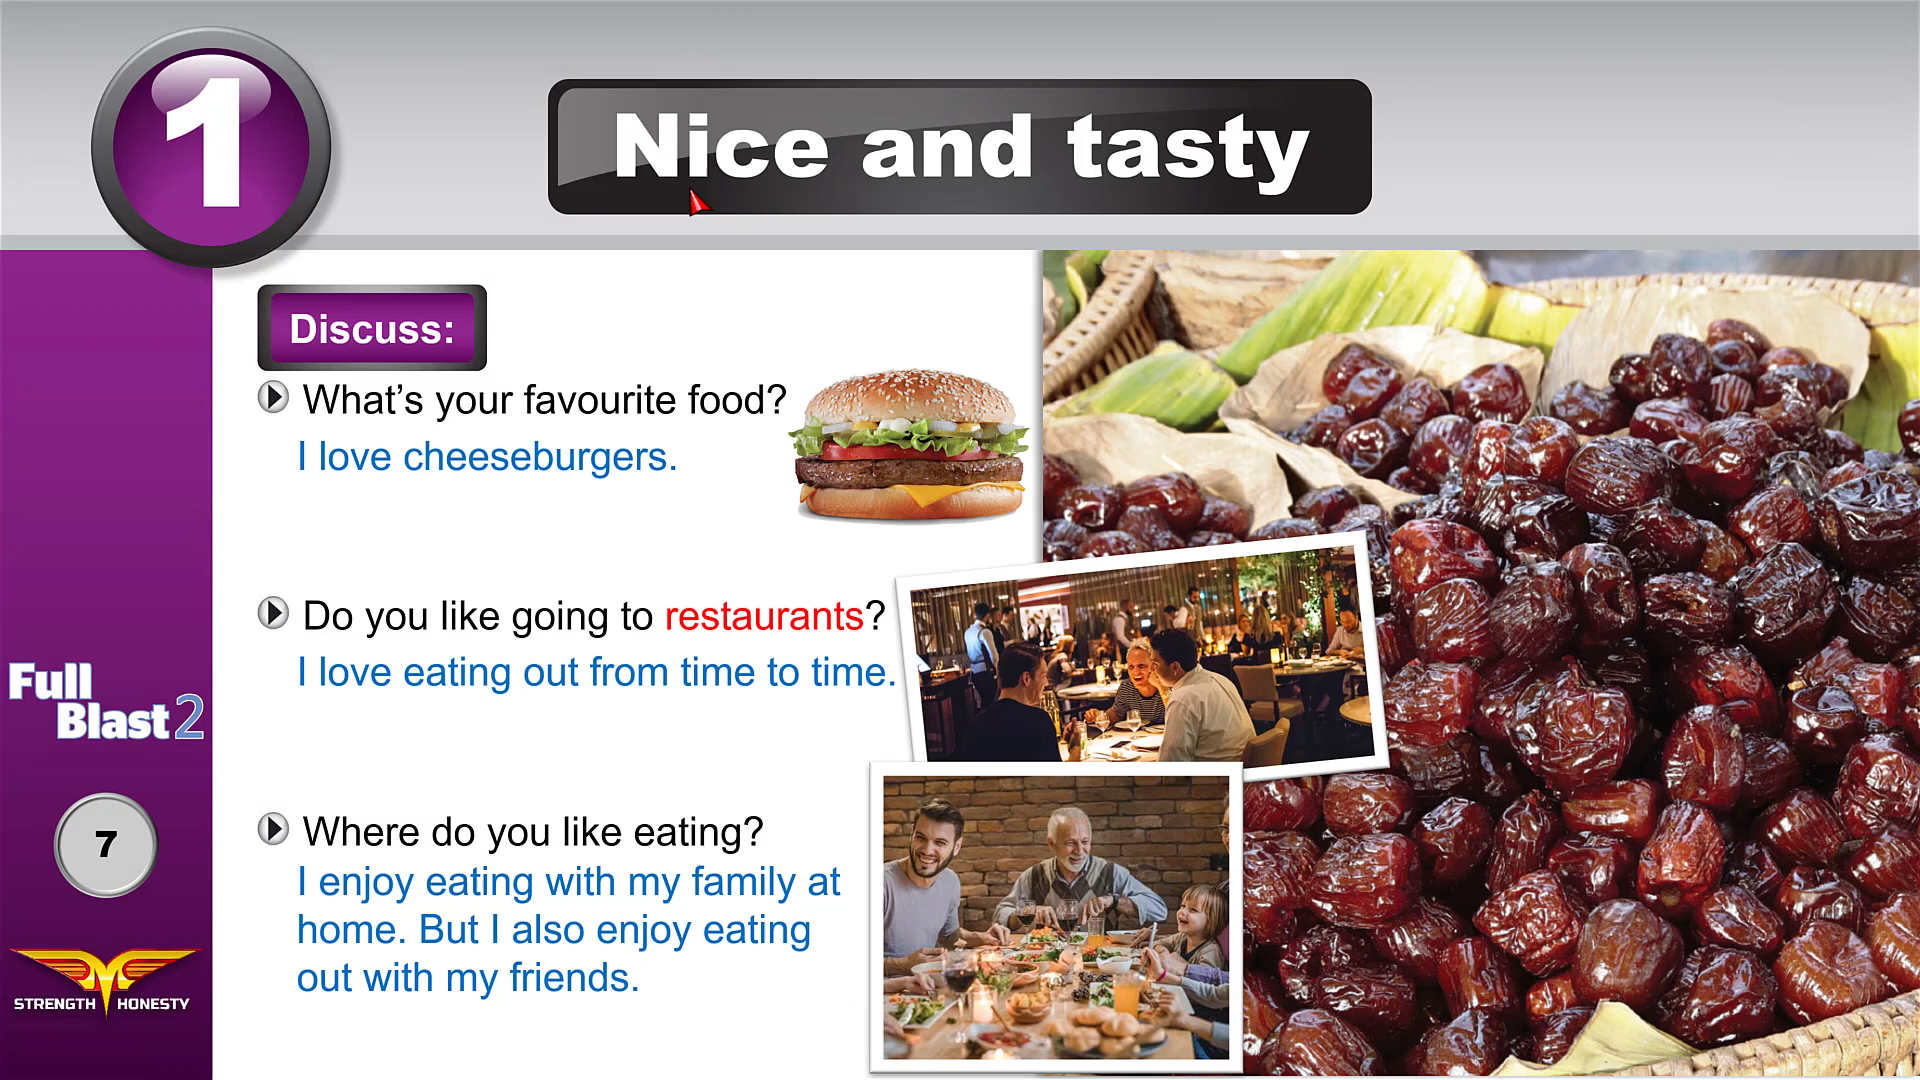 1
Nice and tasty
Discuss:
What’s your favourite food?
I love cheeseburgers.
Do you like going to restaurants?
I love eating out from time to time.
Where do you like eating?
I enjoy eating with my family at
home. But I also enjoy eating
out with my friends.
Full
Blast 2
7
STRENGTH HONESTY